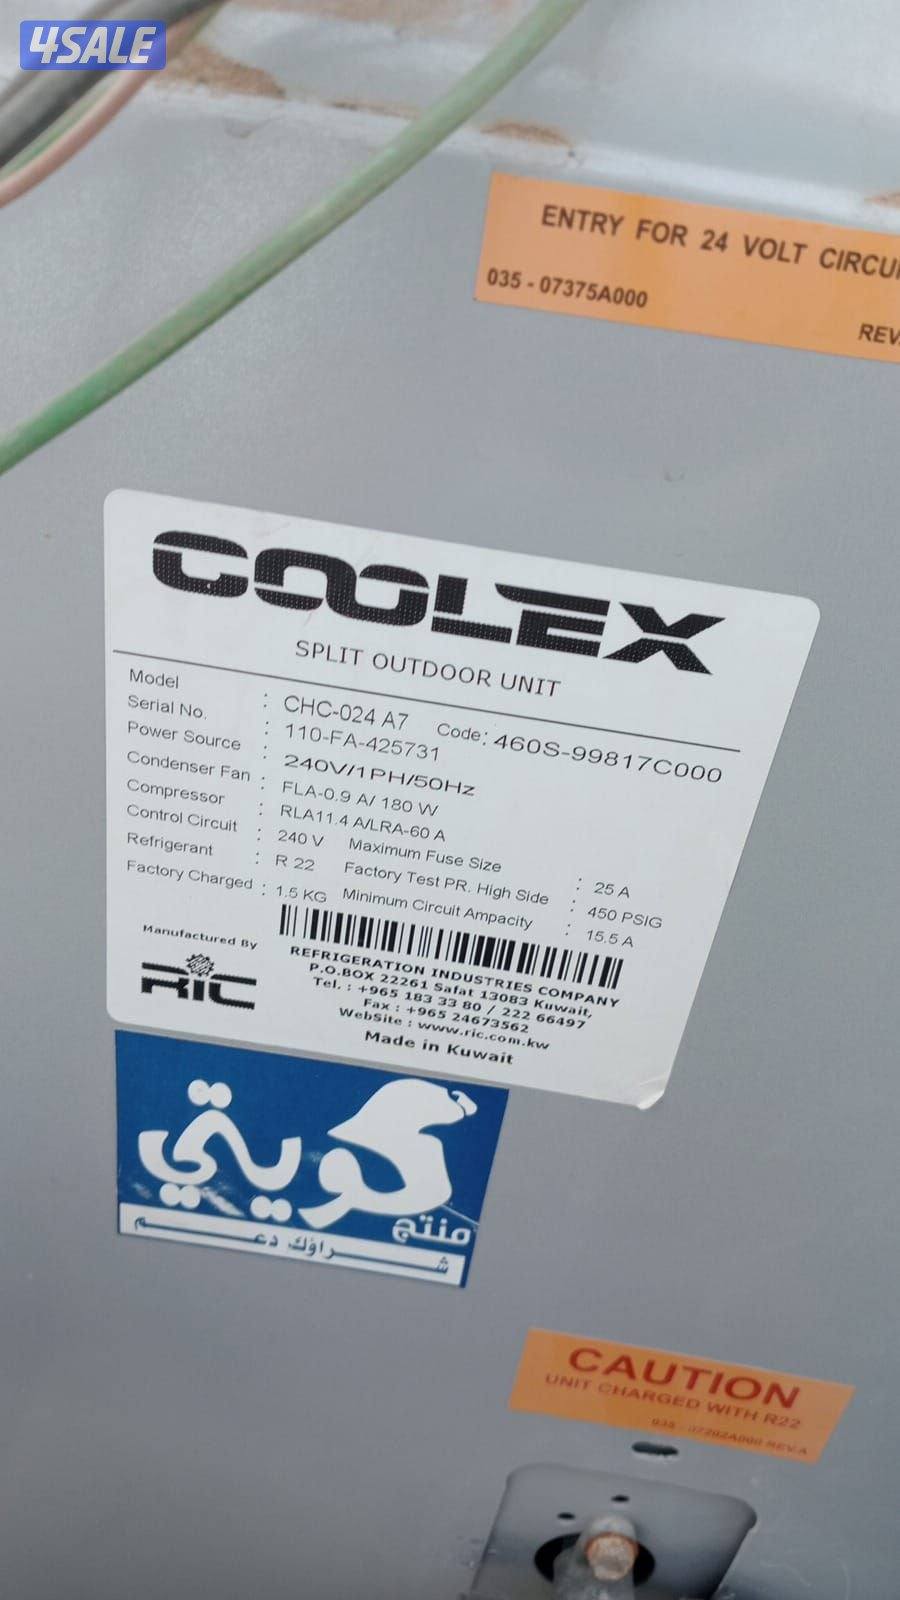 4SALE
ENTRY FOR 24 VOLT
035 - 07375A000
REV.
COOLEX
SPLIT OUTDOOR UNIT
Model : CHC-024 A7 Code: 460S-99817C000
Serial No. : 110-FA-425731
Power Source : 240V/1PH/50Hz
Condenser Fan : FLA-0.9 A/ 180 W
Compressor : RLA11.4 A/LRA-60 A
Control Circuit : 240 V Maximum Fuse Size : 25 A
Refrigerant : R 22 Factory Test PR. High Side : 450 PSIG
Factory Charged : 1.5 KG Minimum Circuit Ampacity : 15.5 A
Manufactured By
RIC
REFRIGERATION INDUSTRIES COMPANY
P.O.BOX 22261 Safat 13083 Kuwait,
Tel. : +965 183 33 80 / 222 66497
Fax : +965 24673562
WebSite : www.ric.com.kw
Made in Kuwait
كويتي
منتج
شراؤك دعم
CAUTION
UNIT CHARGED WITH R22
035 - 07202A000 REV.A